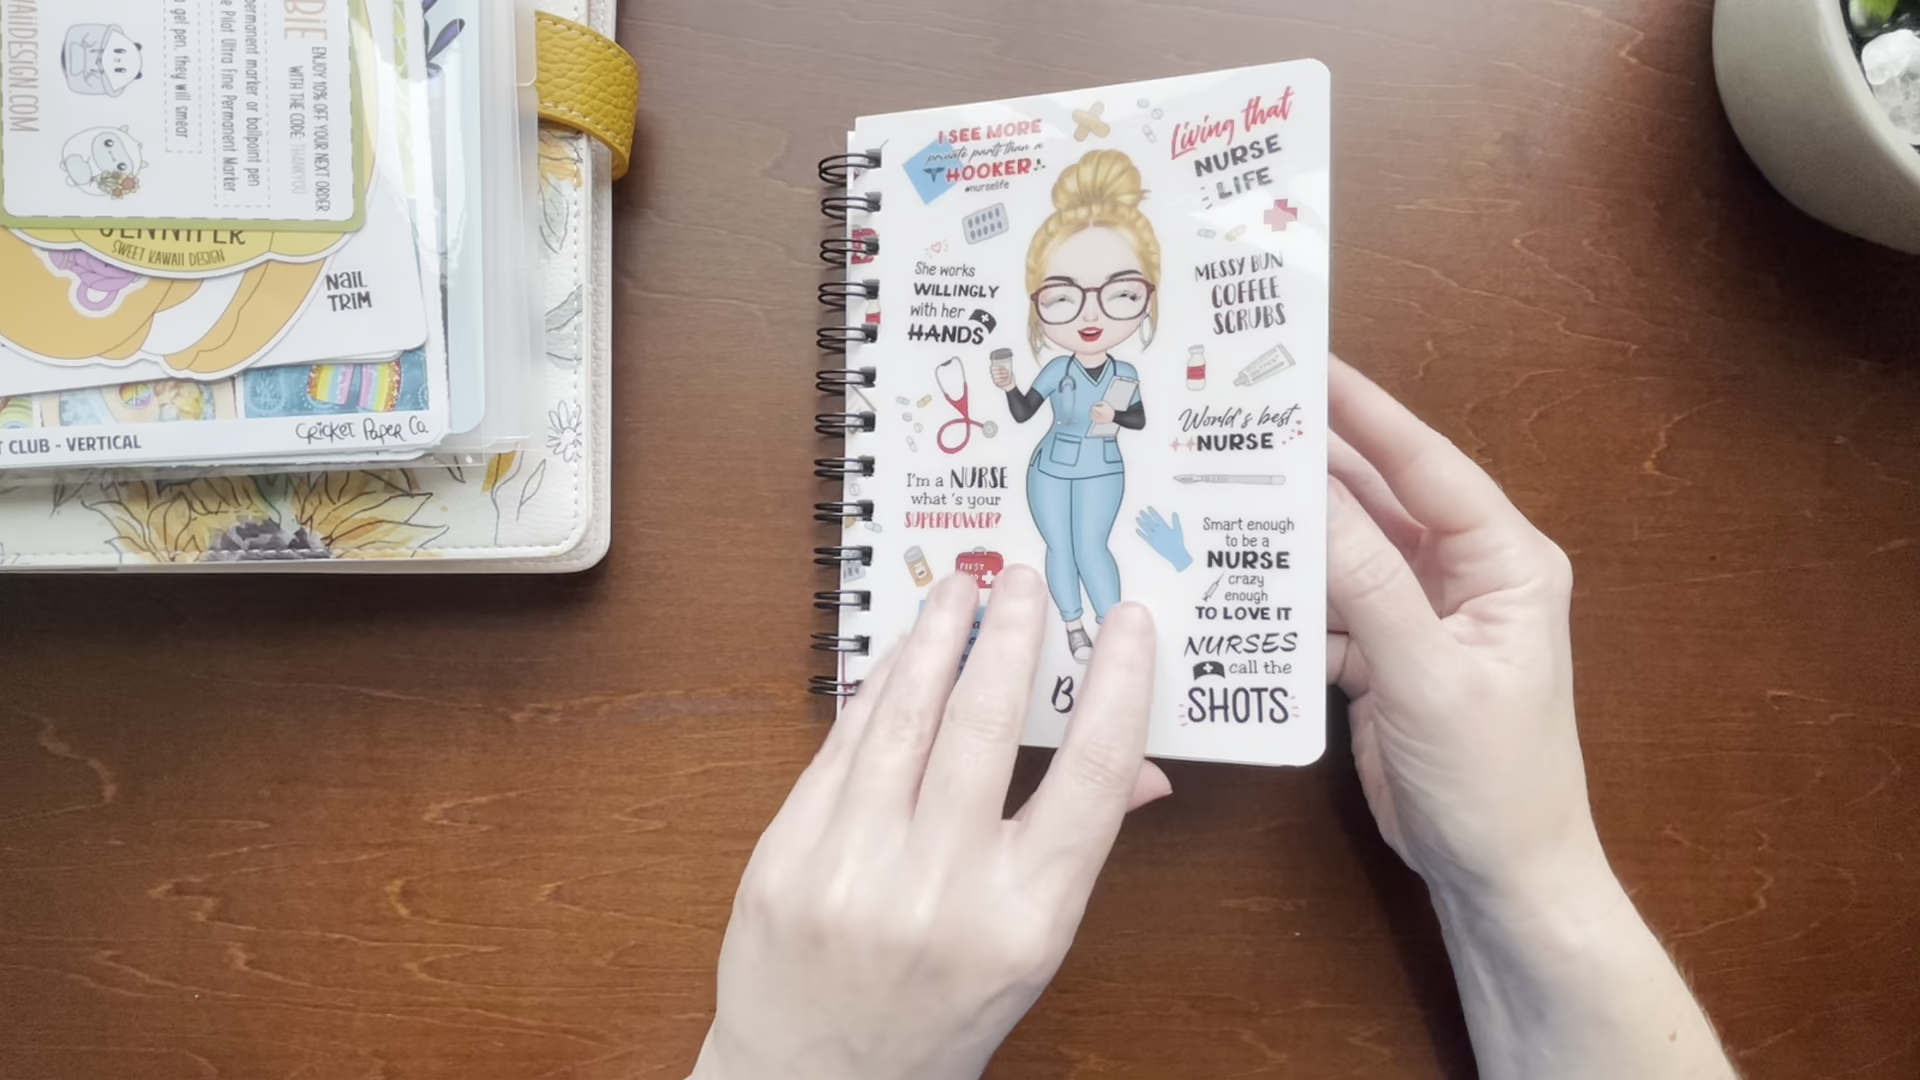 I SEE MORE
private parts than a
HOOKER
#nurselife
Living that
NURSE
LIFE
She works
WILLINGLY
with her
HANDS
MESSY BUN
COFFEE
SCRUBS
World's best
NURSE
I'm a NURSE
what 's your
SUPERPOWER?
FIRST
Smart enough
to be a
NURSE
crazy
enough
TO LOVE IT
NURSES
call the
SHOTS
B
ENJOY 10% OFF YOUR NEXT ORDER
WITH THE CODE: THANKYOU
permanent marker or ballpoint pen
Pilot Ultra Fine Permanent Marker
gel pen. they will smear
JENNIFER
SWEET KAWAII DESIGN
NAIL
TRIM
CLUB - VERTICAL
Cricket Paper Co.